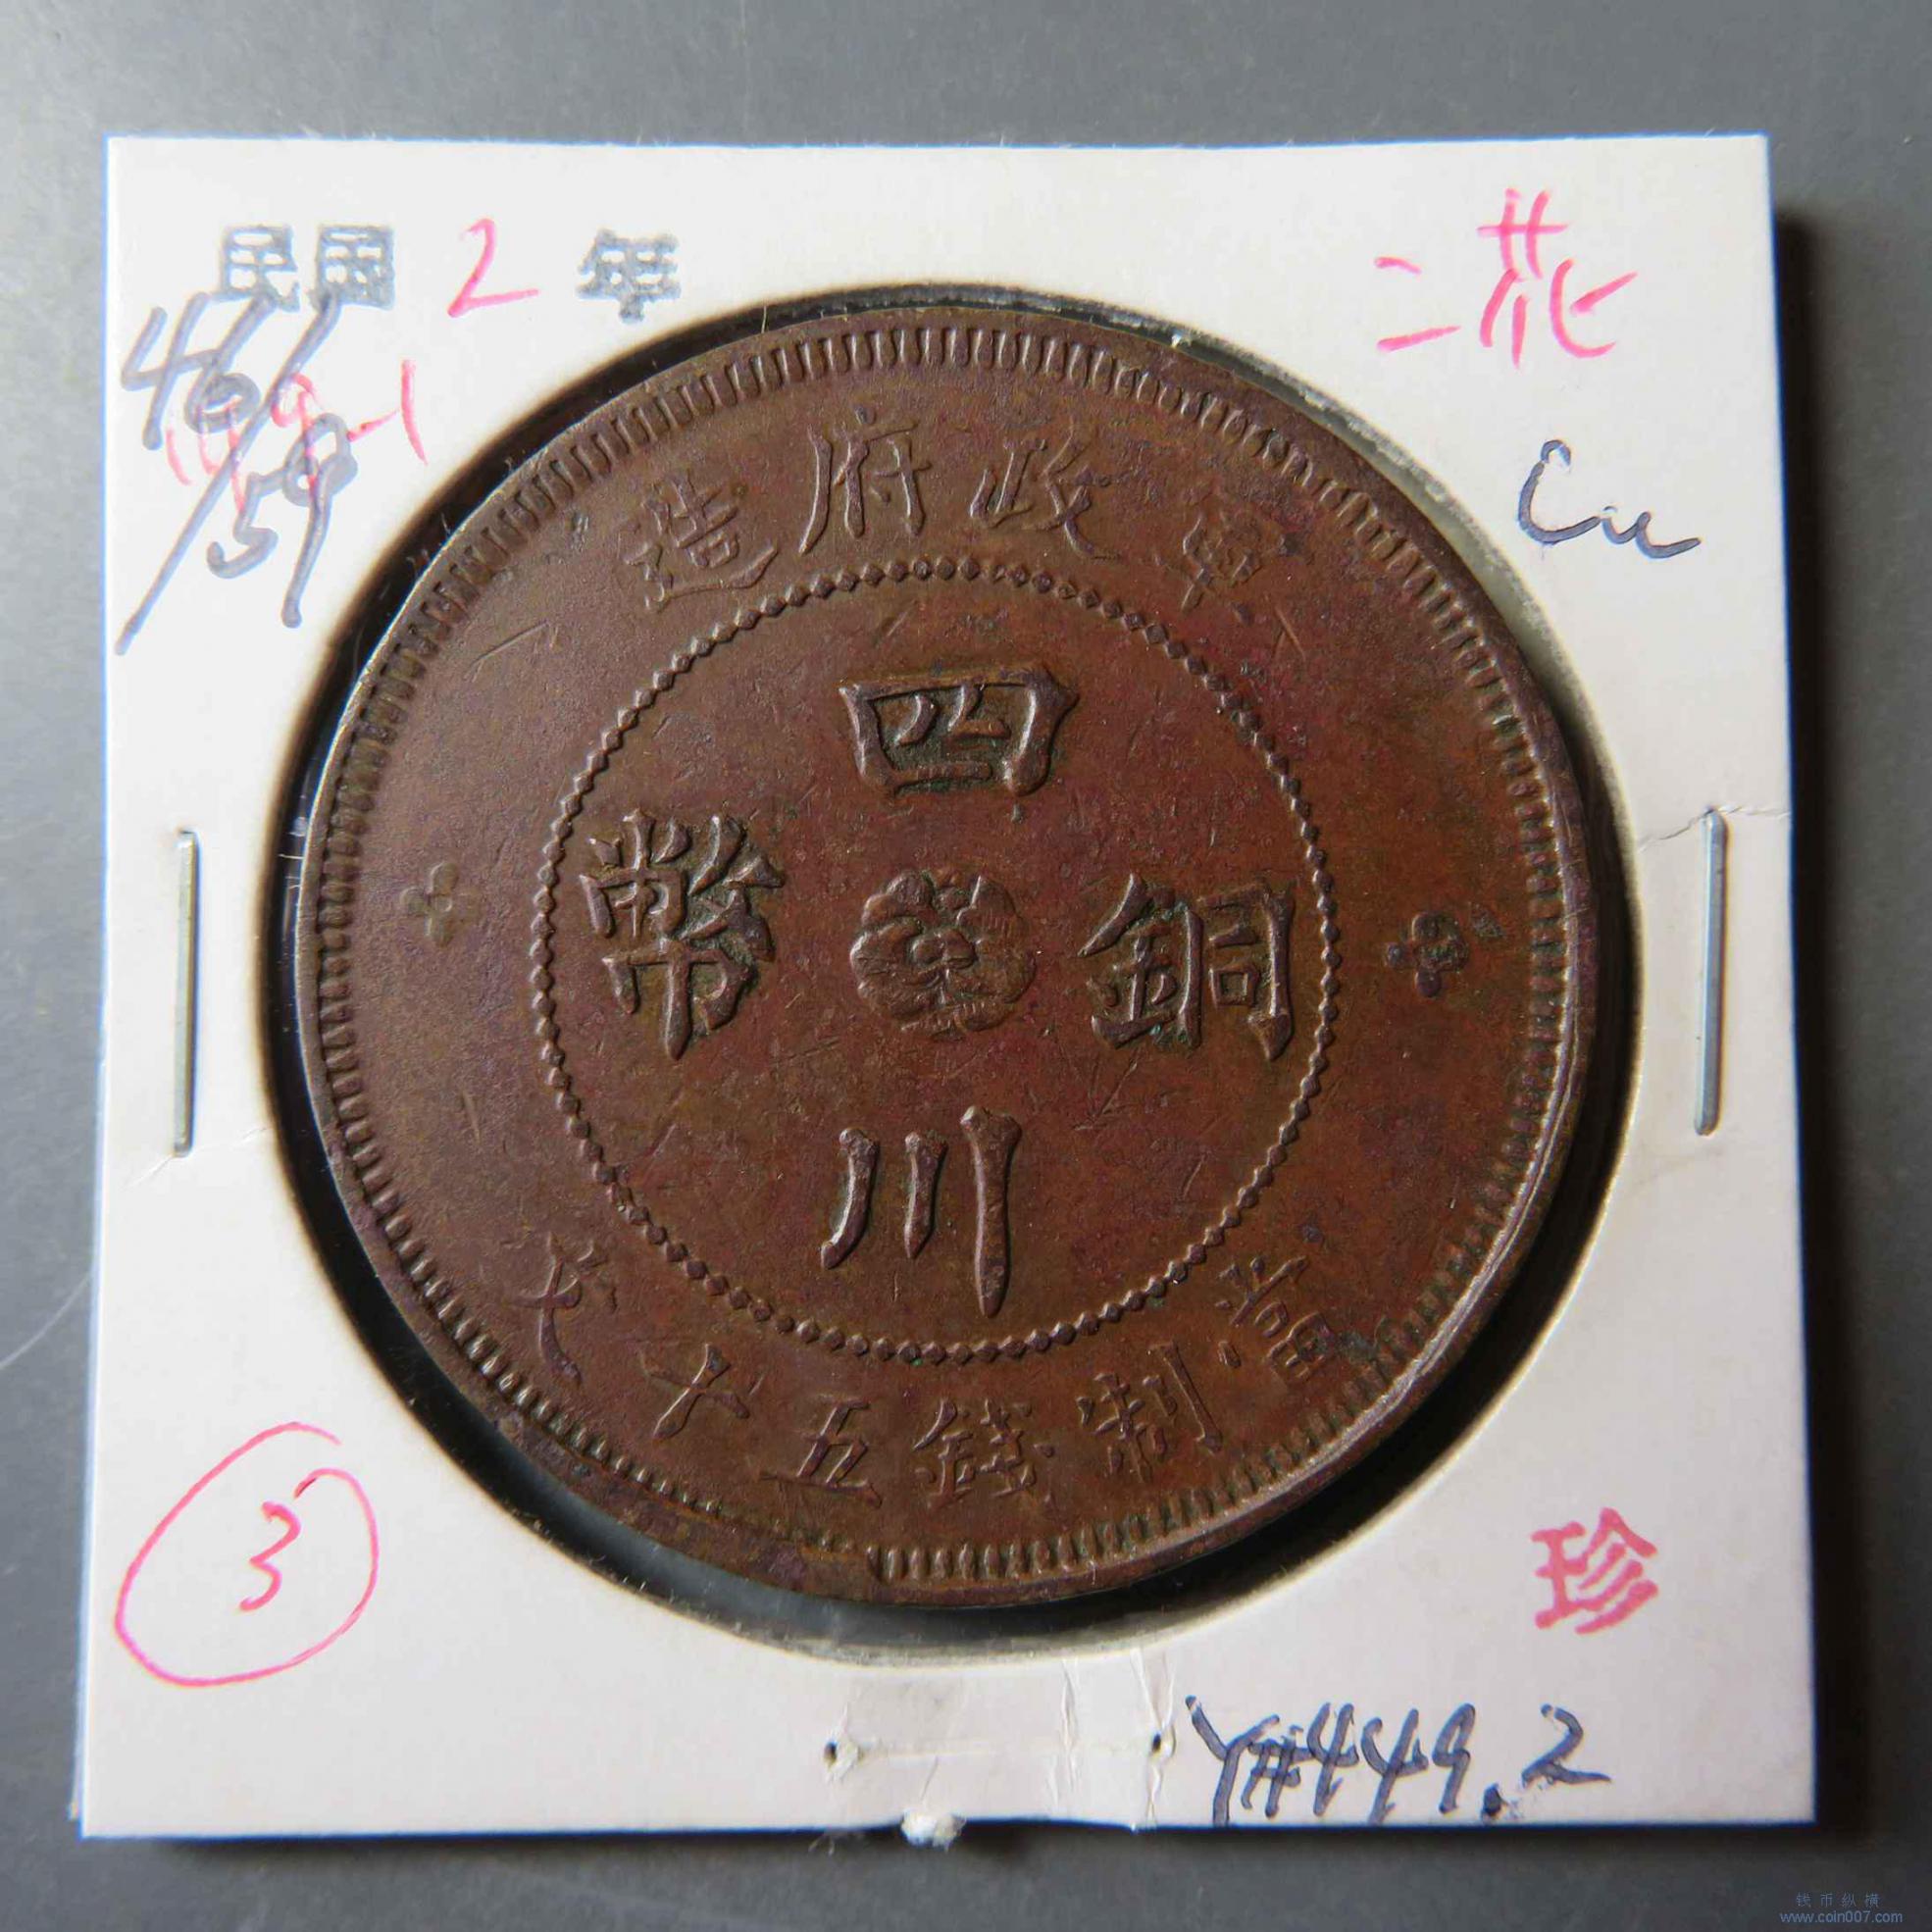 民國 2 年
二花
Cu
軍政府造
四川銅幣
當制錢五十文
3
珍
Y#449.2
钱币纵横
www.coin007.com